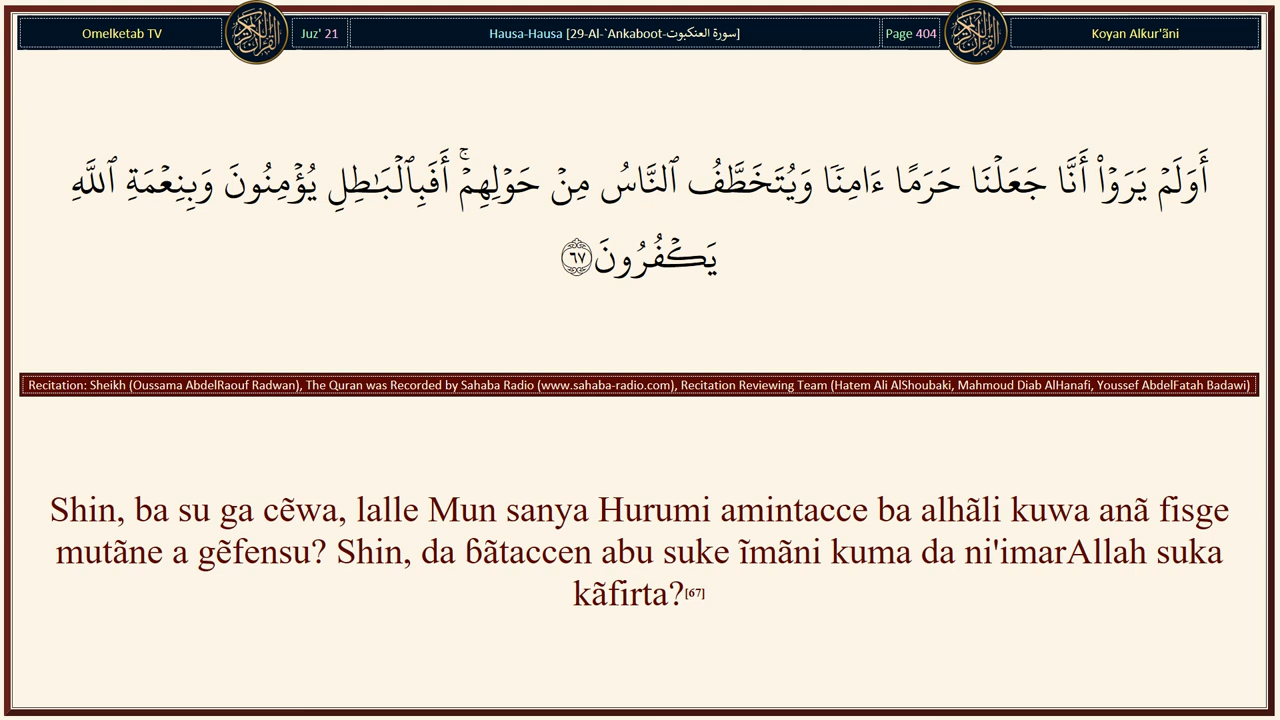 Omelketab TV
Juz' 21
Hausa-Hausa [29-Al-`Ankaboot-سورة العنكبوت]
Page 404
Koyan Alƙur'ãni
أَوَلَمۡ يَرَوۡاْ أَنَّا جَعَلۡنَا حَرَمًا ءَامِنٗا وَيُتَخَطَّفُ ٱلنَّاسُ مِنۡ حَوۡلِهِمۡۚ أَفَبِٱلۡبَٰطِلِ يُؤۡمِنُونَ وَبِنِعۡمَةِ ٱللَّهِ
يَكۡفُرُونَ ٦٧
Recitation: Sheikh (Oussama AbdelRaouf Radwan), The Quran was Recorded by Sahaba Radio (www.sahaba-radio.com), Recitation Reviewing Team (Hatem Ali AlShoubaki, Mahmoud Diab AlHanafi, Youssef AbdelFatah Badawi)
Shin, ba su ga cẽwa, lalle Mun sanya Hurumi amintacce ba alhãli kuwa anã fisge
mutãne a gẽfensu? Shin, da ɓãtaccen abu suke ĩmãni kuma da ni'imarAllah suka
kãfirta?[67]